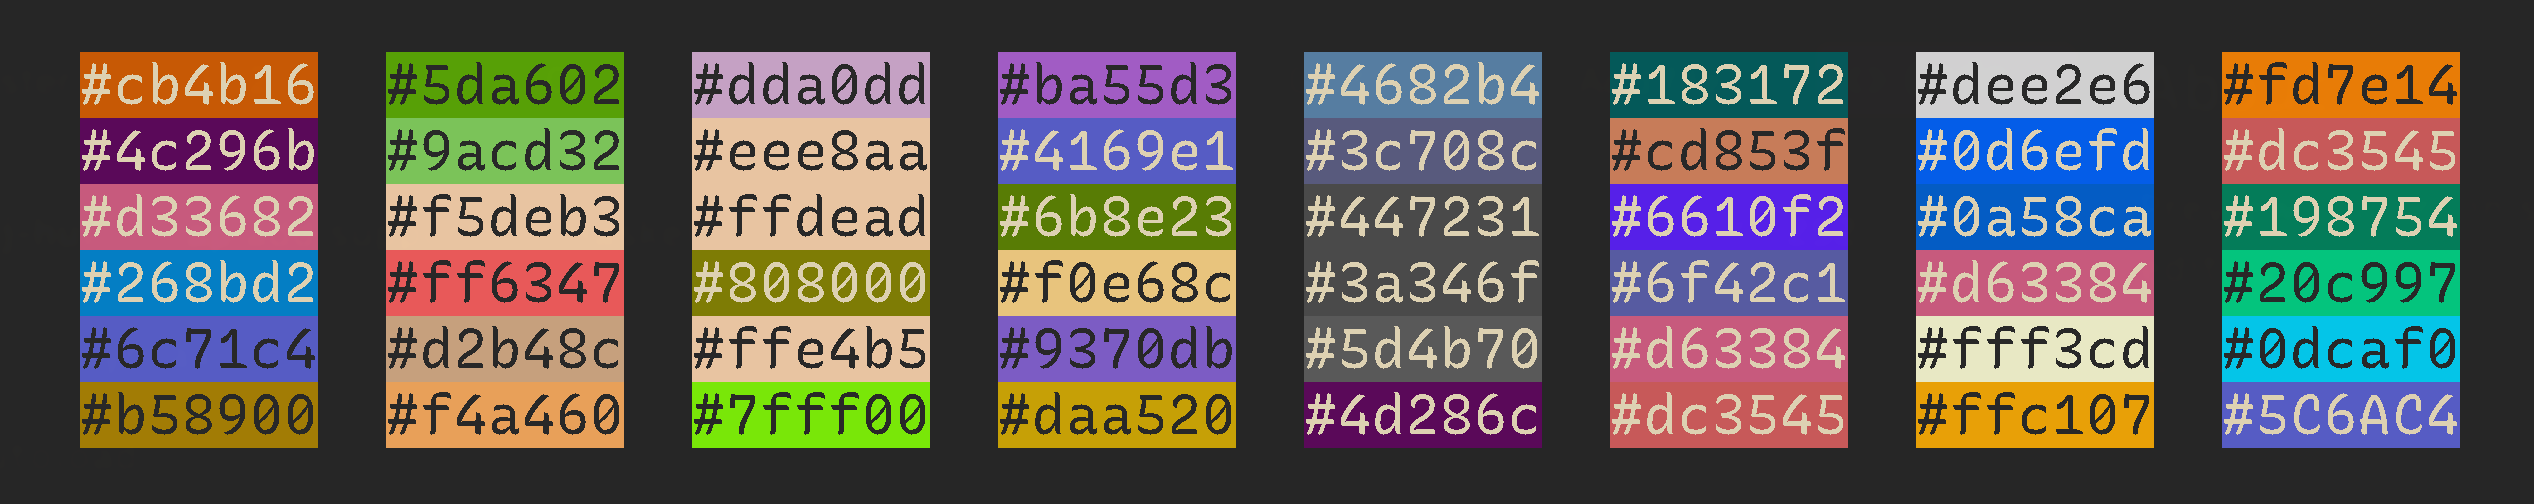 #cb4b16 #5da602 #dda0dd #ba55d3 #4682b4 #183172 #dee2e6 #fd7e14
#4c296b #9acd32 #eee8aa #4169e1 #3c708c #cd853f #0d6efd #dc3545
#d33682 #f5deb3 #ffdead #6b8e23 #447231 #6610f2 #0a58ca #198754
#268bd2 #ff6347 #808000 #f0e68c #3a346f #6f42c1 #d63384 #20c997
#6c71c4 #d2b48c #ffe4b5 #9370db #5d4b70 #d63384 #fff3cd #0dcaf0
#b58900 #f4a460 #7fff00 #daa520 #4d286c #dc3545 #ffc107 #5C6AC4